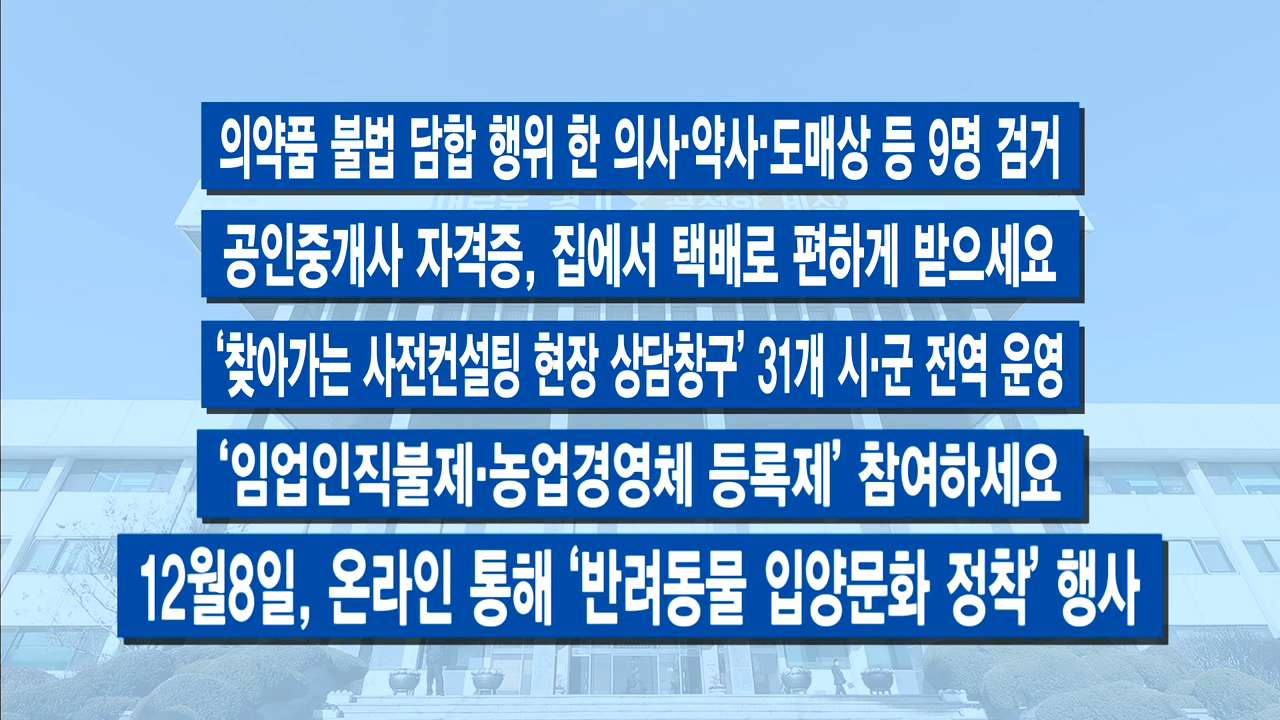 의약품 불법 담합 행위 한 의사·약사·도매상 등 9명 검거
공인중개사 자격증, 집에서 택배로 편하게 받으세요
‘찾아가는 사전컨설팅 현장 상담창구’ 31개 시·군 전역 운영
‘임업인직불제·농업경영체 등록제’ 참여하세요
12월8일, 온라인 통해 ‘반려동물 입양문화 정착’ 행사